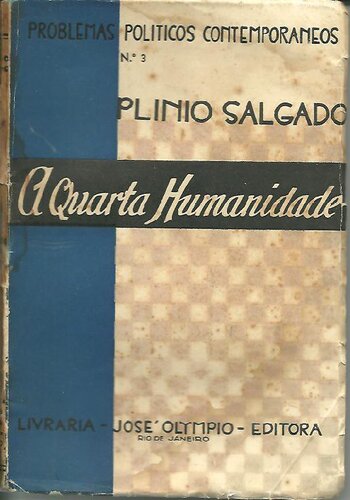 PROBLEMAS POLITICOS CONTEMPORANEOS
N.º 3
PLINIO SALGADO
A Quarta Humanidade
LIVRARIA - JOSÉ OLYMPIO - EDITORA
RIO DE JANEIRO